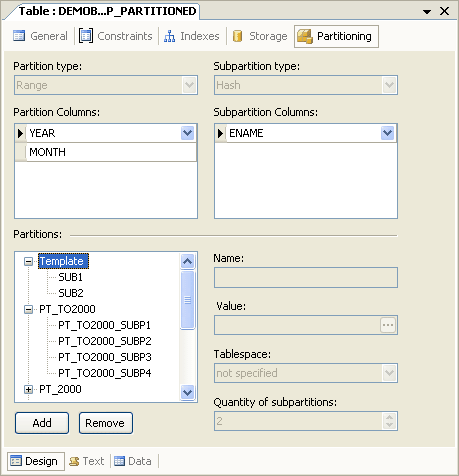 Table : DEMOB...P_PARTITIONED
General Constraints Indexes Storage Partitioning
Partition type: Subpartition type:
Range Hash
Partition Columns: Subpartition Columns:
YEAR ENAME
MONTH
Partitions:
Template Name:
SUB1
SUB2
PT_TO2000 Value:
PT_TO2000_SUBP1
PT_TO2000_SUBP2
PT_TO2000_SUBP3 Tablespace:
PT_TO2000_SUBP4 not specified
PT_2000 Quantity of subpartitions:
Add Remove 2
Design Text Data